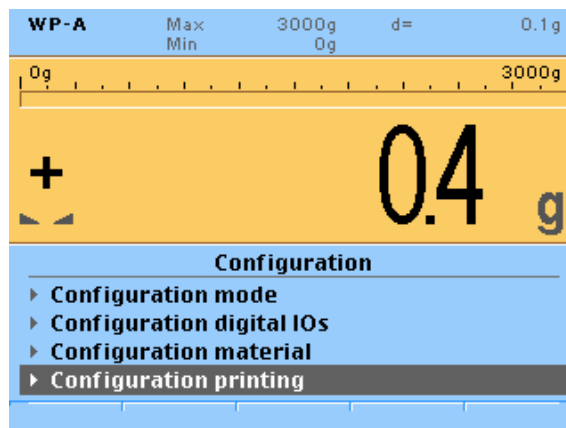 WP-A Max 3000g d= 0.1g
Min 0g
0g 3000g
+ 0.4 g
Configuration
Configuration mode
Configuration digital IOs
Configuration material
Configuration printing